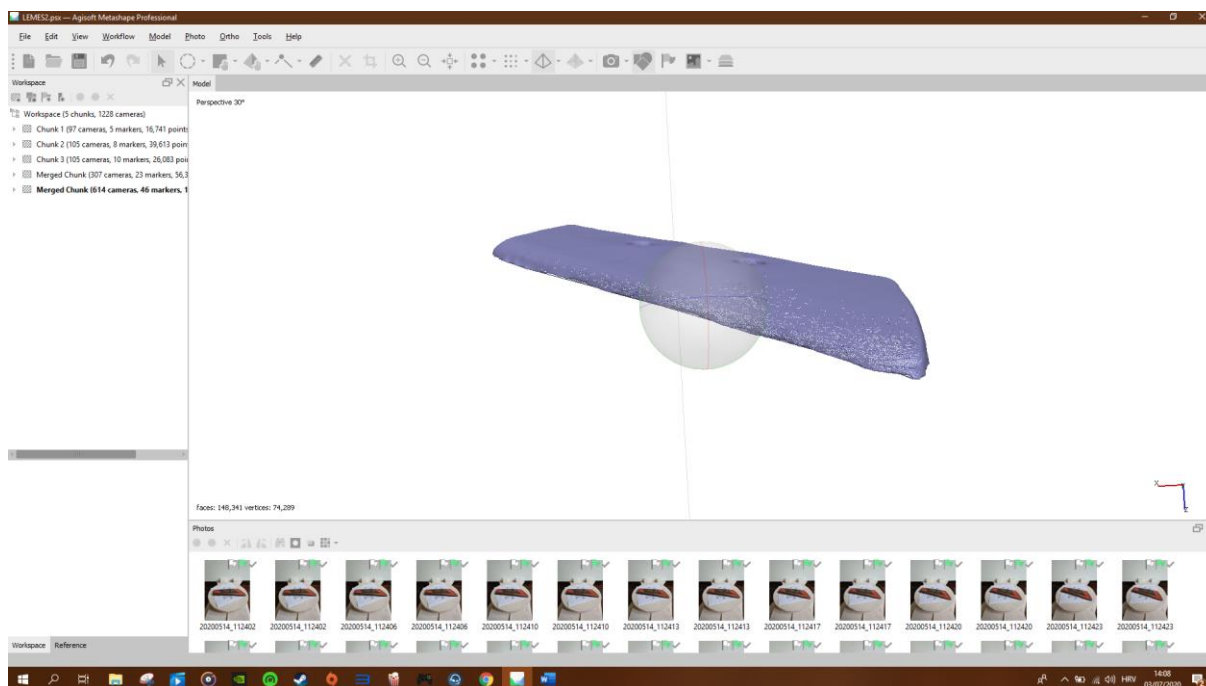 LEMES2.psx — Agisoft Metashape Professional
File Edit View Workflow Model Photo Ortho Tools Help
Workspace
Model
Perspective 30°
Workspace (5 chunks, 1228 cameras)
Chunk 1 (97 cameras, 5 markers, 16,741 points
Chunk 2 (105 cameras, 8 markers, 39,613 poin
Chunk 3 (105 cameras, 10 markers, 26,083 poi
Merged Chunk (307 cameras, 23 markers, 56,3
Merged Chunk (614 cameras, 46 markers, 1
X
Z
faces: 148,341 vertices: 74,289
Photos
20200514_112402 20200514_112402 20200514_112406 20200514_112406 20200514_112410 20200514_112410 20200514_112413 20200514_112413 20200514_112417 20200514_112417 20200514_112420 20200514_112420 20200514_112423 20200514_112423
Workspace Reference
HRV
14:08
03/07/2020